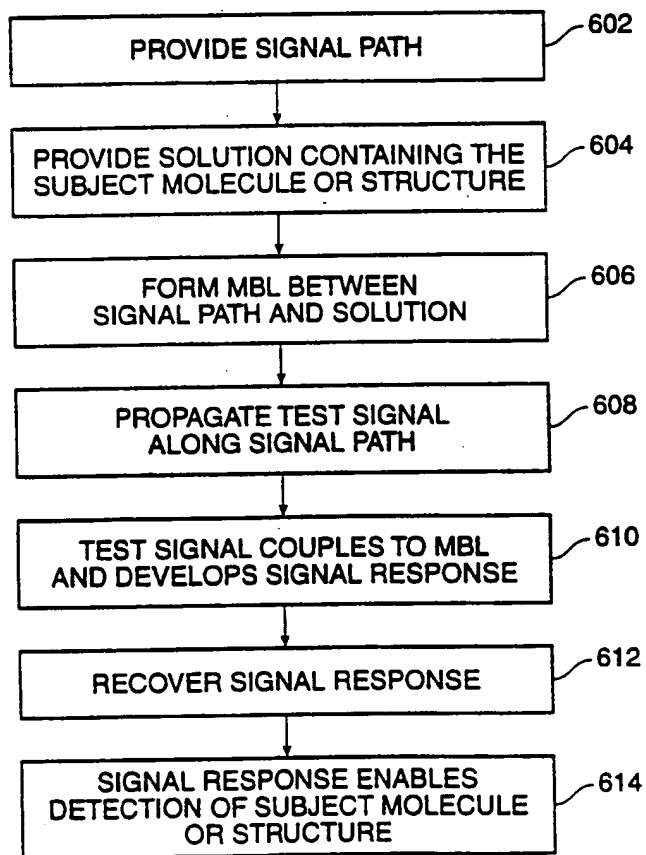 PROVIDE SIGNAL PATH
602
PROVIDE SOLUTION CONTAINING THE
SUBJECT MOLECULE OR STRUCTURE
604
FORM MBL BETWEEN
SIGNAL PATH AND SOLUTION
606
PROPAGATE TEST SIGNAL
ALONG SIGNAL PATH
608
TEST SIGNAL COUPLES TO MBL
AND DEVELOPS SIGNAL RESPONSE
610
RECOVER SIGNAL RESPONSE
612
SIGNAL RESPONSE ENABLES
DETECTION OF SUBJECT MOLECULE
OR STRUCTURE
614